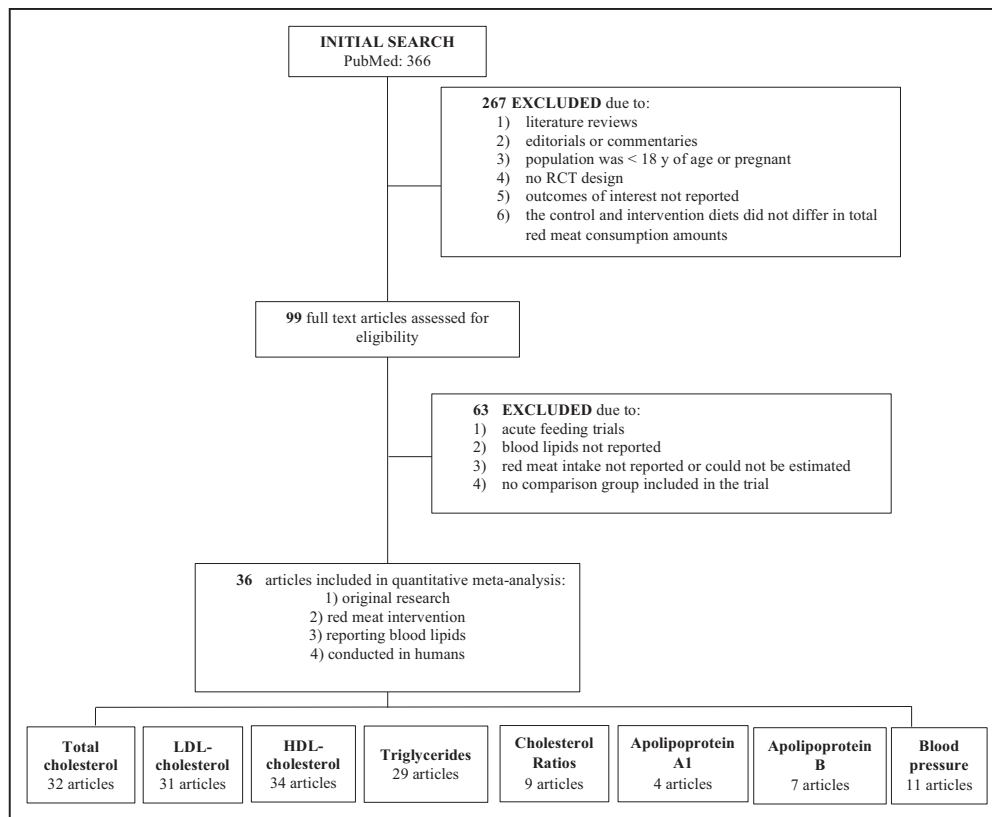 INITIAL SEARCH
PubMed: 366
267 EXCLUDED due to:
1) literature reviews
2) editorials or commentaries
3) population was < 18 y of age or pregnant
4) no RCT design
5) outcomes of interest not reported
6) the control and intervention diets did not differ in total
red meat consumption amounts
99 full text articles assessed for
eligibility
63 EXCLUDED due to:
1) acute feeding trials
2) blood lipids not reported
3) red meat intake not reported or could not be estimated
4) no comparison group included in the trial
36 articles included in quantitative meta-analysis:
1) original research
2) red meat intervention
3) reporting blood lipids
4) conducted in humans
Total
cholesterol
32 articles
LDL-
cholesterol
31 articles
HDL-
cholesterol
34 articles
Triglycerides
29 articles
Cholesterol
Ratios
9 articles
Apolipoprotein
A1
4 articles
Apolipoprotein
B
7 articles
Blood
pressure
11 articles